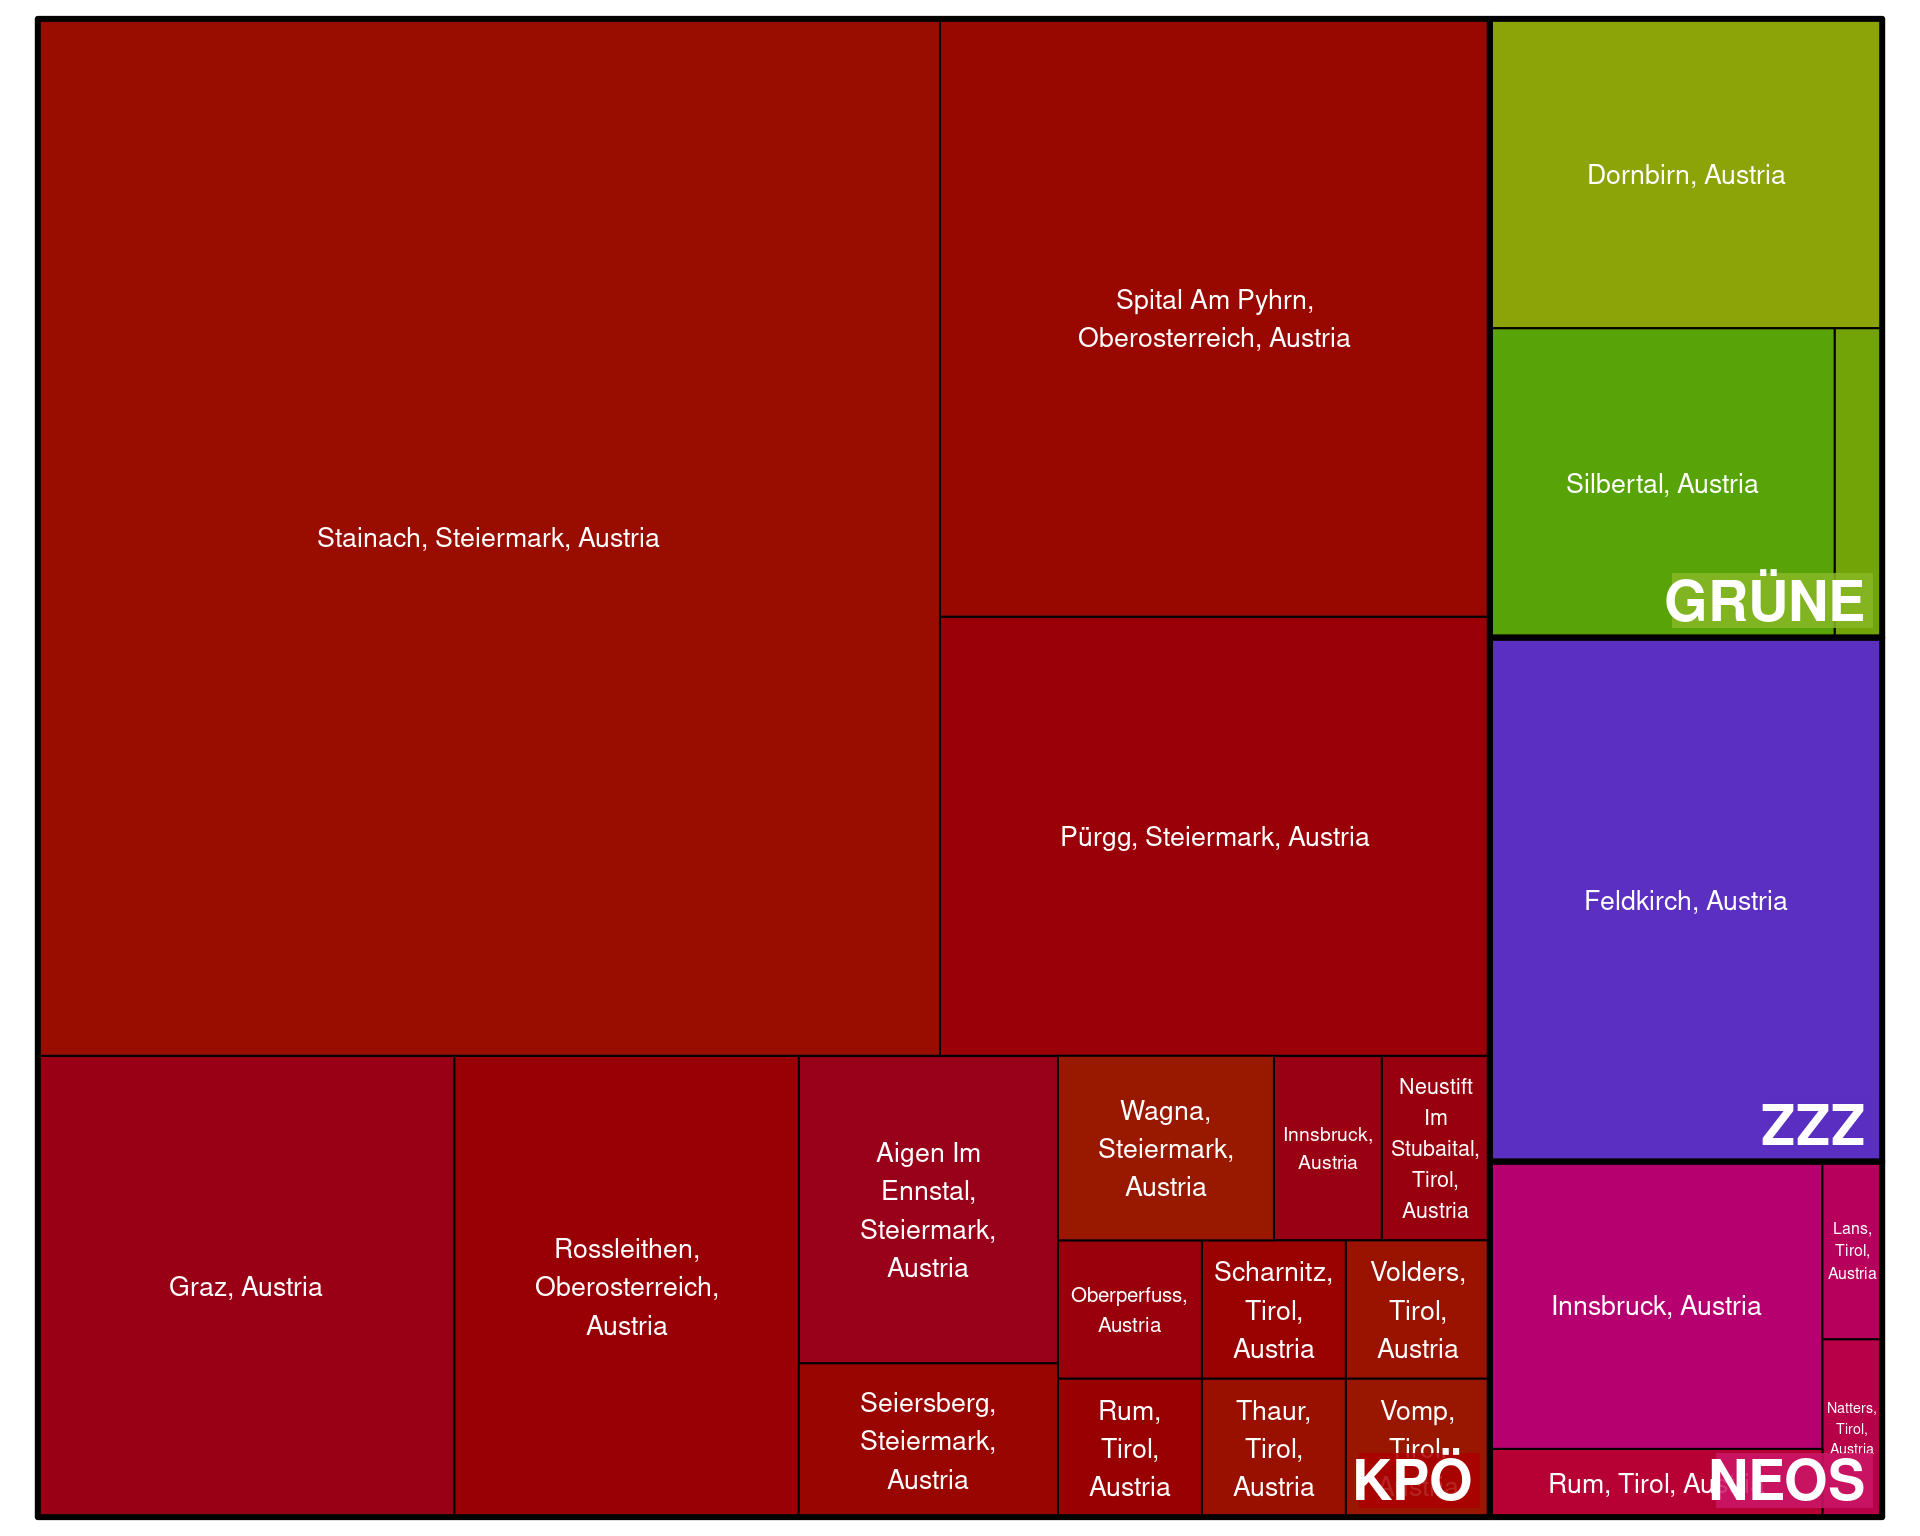 Stainach, Steiermark, Austria
Spital Am Pyhrn,
Oberosterreich, Austria
Pürgg, Steiermark, Austria
Graz, Austria
Rossleithen,
Oberosterreich,
Austria
Aigen Im
Ennstal,
Steiermark,
Austria
Seiersberg,
Steiermark,
Austria
Wagna,
Steiermark,
Austria
Innsbruck,
Austria
Neustift
Im
Stubaital,
Tirol,
Austria
Oberperfuss,
Austria
Scharnitz,
Tirol,
Austria
Volders,
Tirol,
Austria
Rum,
Tirol,
Austria
Thaur,
Tirol,
Austria
Vomp,
Tirol,
KPÖ
Dornbirn, Austria
Silbertal, Austria
GRÜNE
Feldkirch, Austria
ZZZ
Innsbruck, Austria
Lans,
Tirol,
Austria
Natters,
Tirol,
Austria
Rum, Tirol,
NEOS